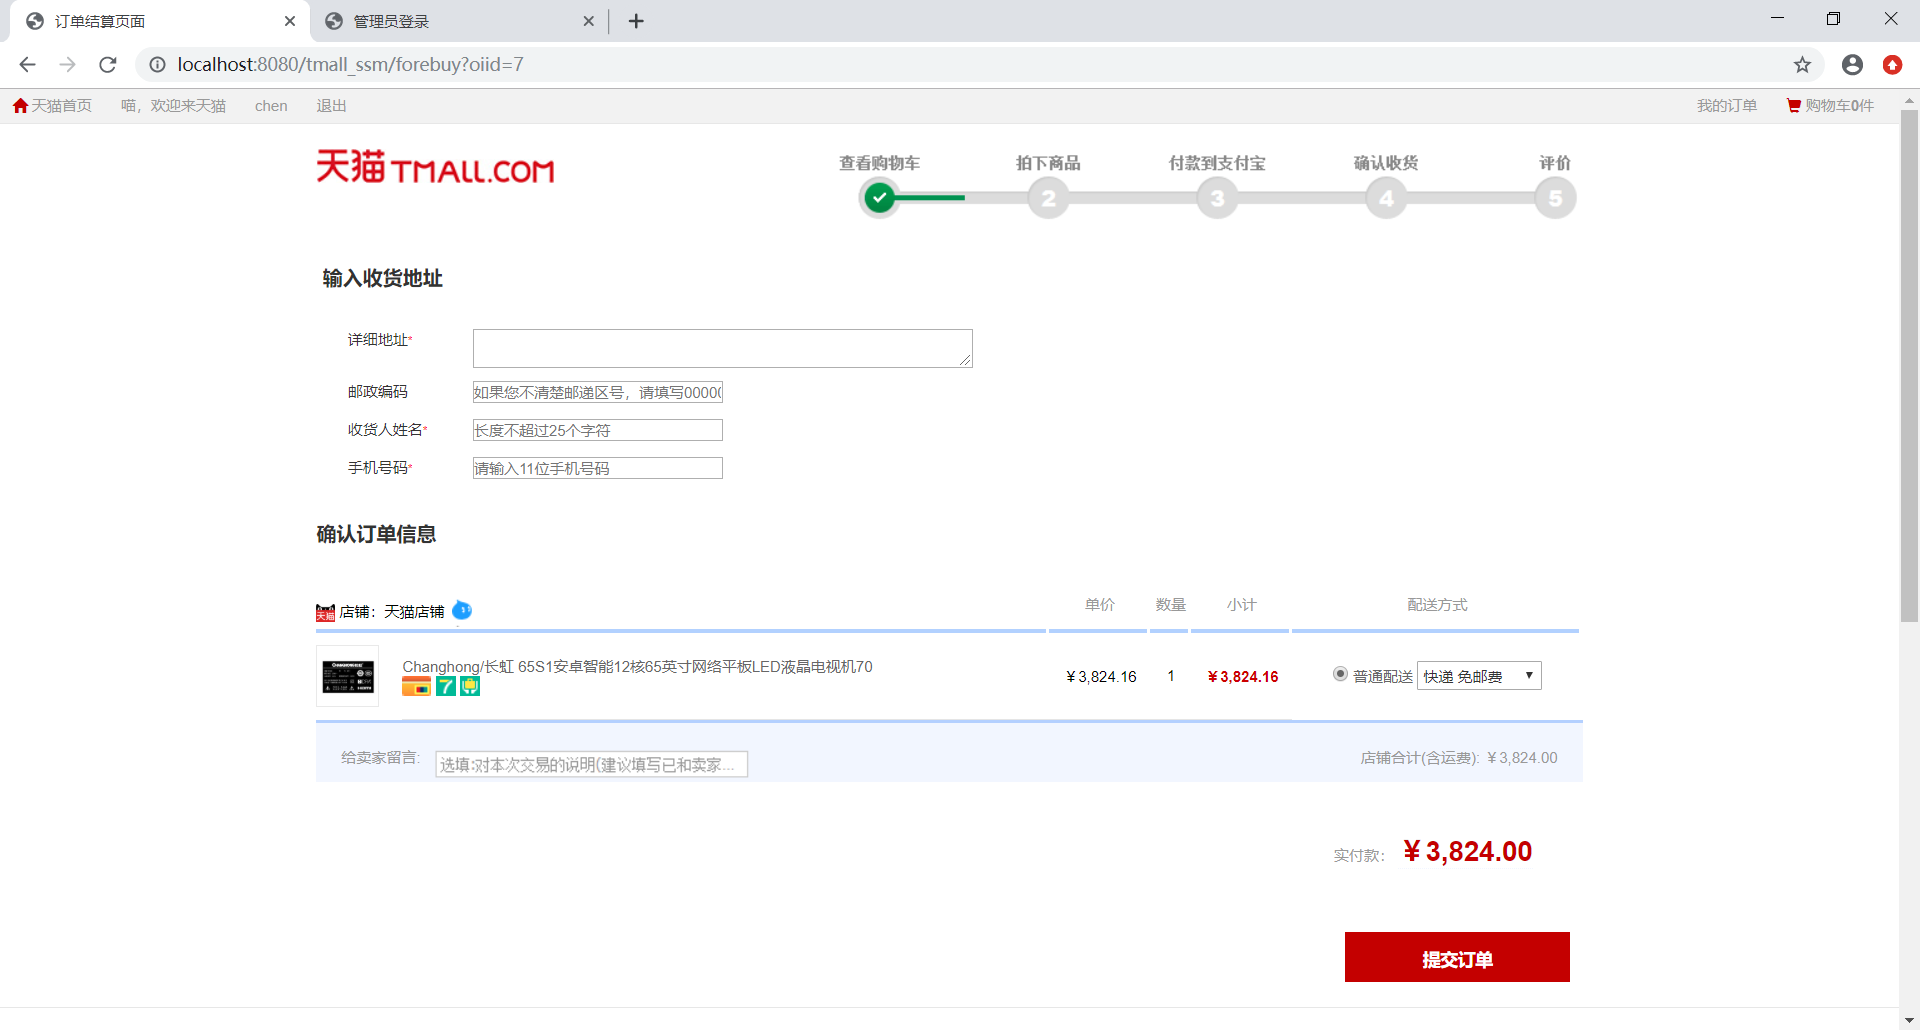 订单结算页面
管理员登录
localhost:8080/tmall_ssm/forebuy?oiid=7
天猫首页 喵，欢迎来天猫 chen 退出 我的订单 购物车0件
天猫 TMALL.COM
查看购物车 拍下商品 付款到支付宝 确认收货 评价
2 3 4 5
输入收货地址
详细地址*
邮政编码 如果您不清楚邮递区号，请填写00000
收货人姓名* 长度不超过25个字符
手机号码* 请输入11位手机号码
确认订单信息
天猫 店铺：天猫店铺 单价 数量 小计 配送方式
Changhong/长虹 65S1安卓智能12核65英寸网络平板LED液晶电视机70
7
￥3,824.16 1 ￥3,824.16 普通配送 快递 免邮费
给卖家留言: 选填:对本次交易的说明(建议填写已和卖家... 店铺合计(含运费): ￥3,824.00
实付款： ￥3,824.00
提交订单